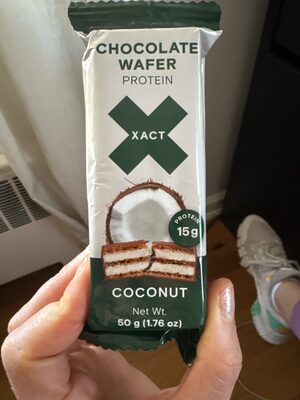 CHOCOLATE
WAFER
PROTEIN
XACT
PROTEIN
15g
COCONUT
Net Wt.
50 g (1.76 oz)